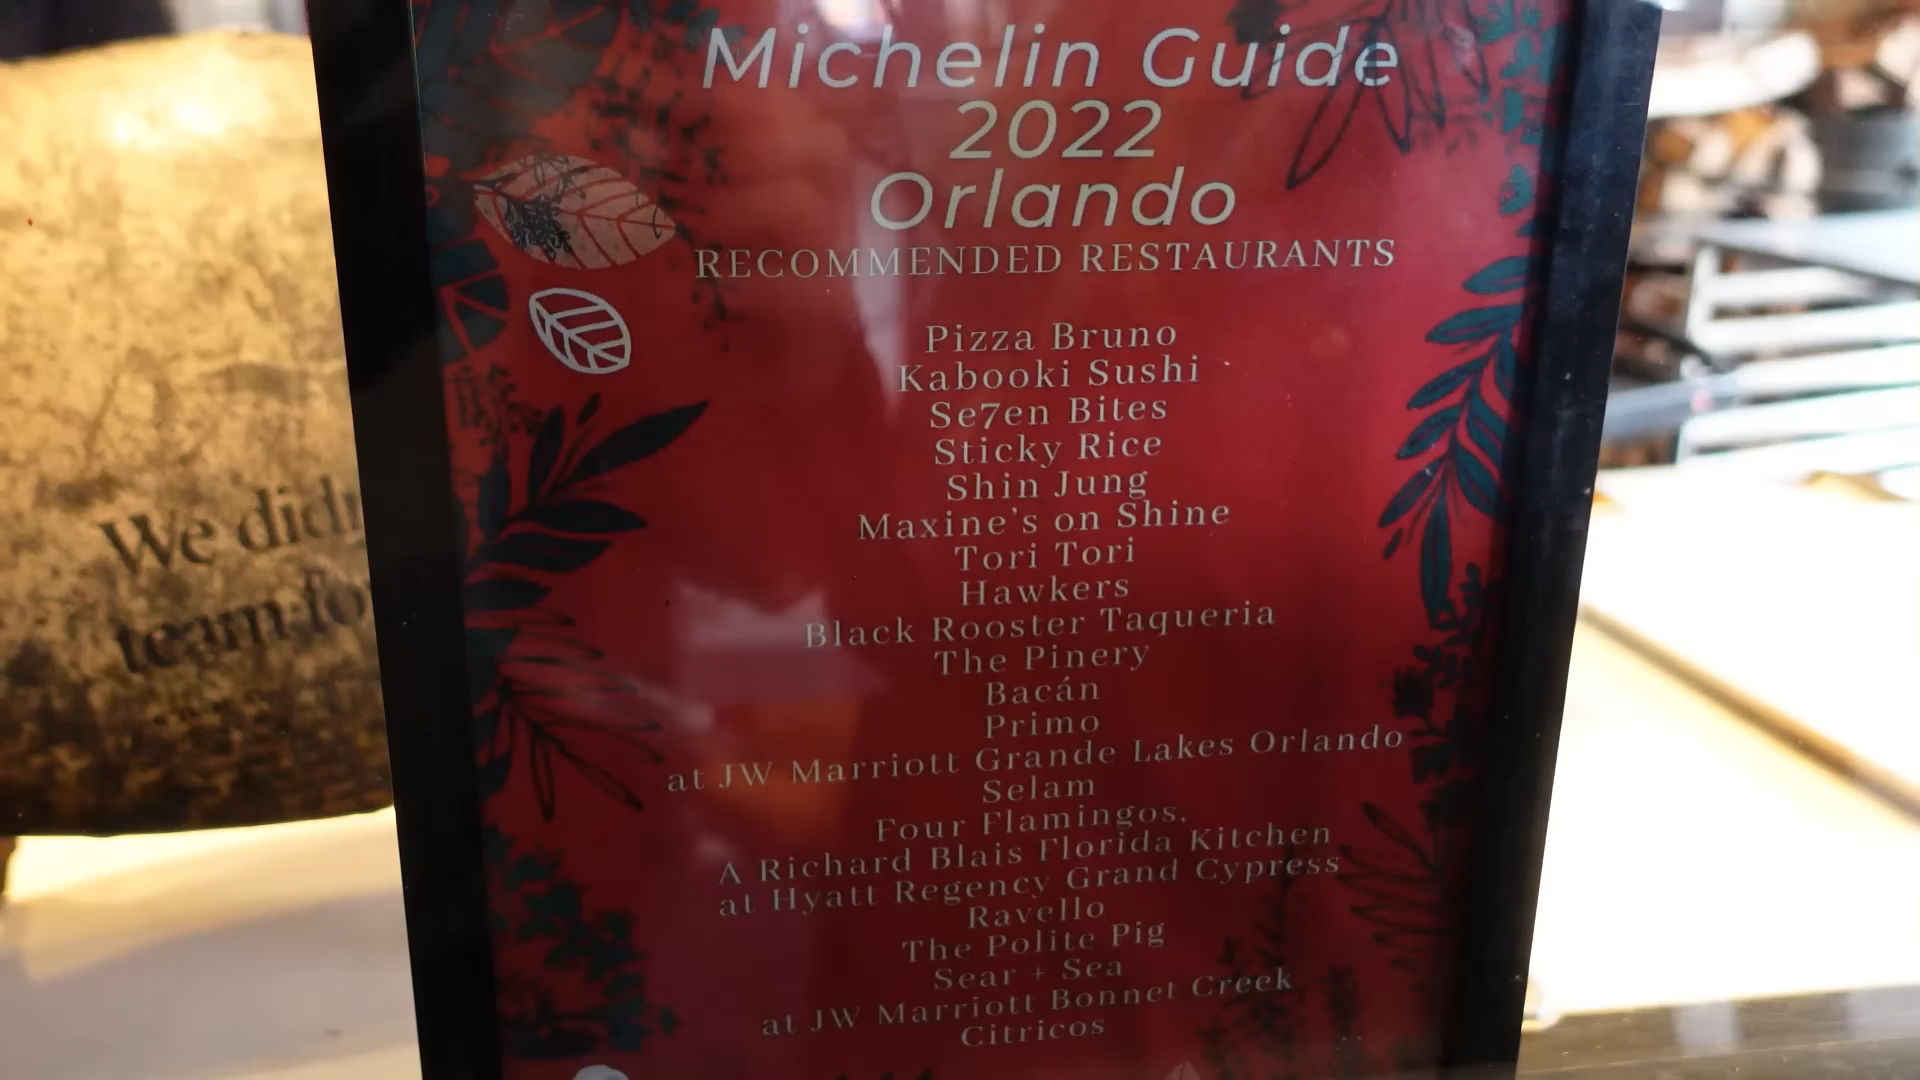 Michelin Guide
2022
Orlando
RECOMMENDED RESTAURANTS
Pizza Bruno
Kabooki Sushi
Se7en Bites
Sticky Rice
Shin Jung
Maxine's on Shine
Tori Tori
Hawkers
Black Rooster Taqueria
The Pinery
Bacán
Primo
at JW Marriott Grande Lakes Orlando
Selam
Four Flamingos,
A Richard Blais Florida Kitchen
at Hyatt Regency Grand Cypress
Ravello
The Polite Pig
Sear + Sea
at JW Marriott Bonnet Creek
Citricos
We
team